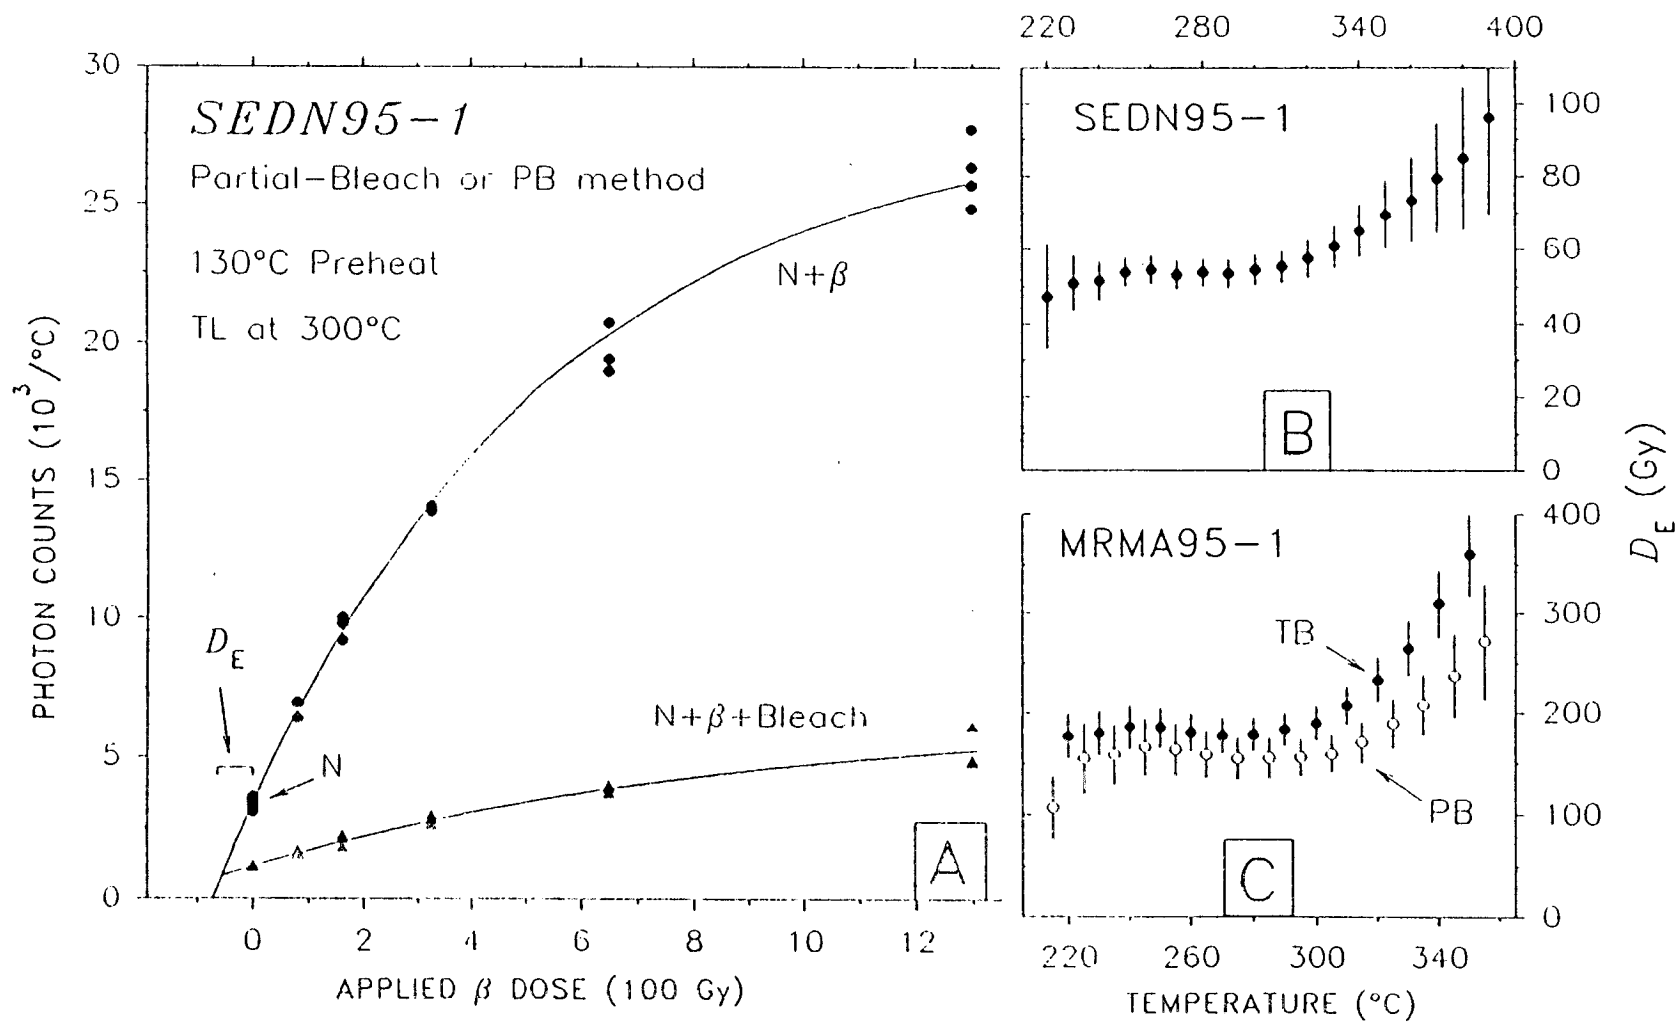 SEDN95-1
Partial-Bleach or PB method
130°C Preheat
TL at 300°C
N+β
N+β+Bleach
D_E
N
A
30
25
20
15
10
5
0
PHOTON COUNTS (10³/°C)
0 2 4 6 8 10 12
APPLIED β DOSE (100 Gy)
220 280 340 400
SEDN95-1
B
100
80
60
40
20
0
D_E (Gy)
MRMA95-1
TB
PB
C
400
300
200
100
0
220 260 300 340
TEMPERATURE (°C)